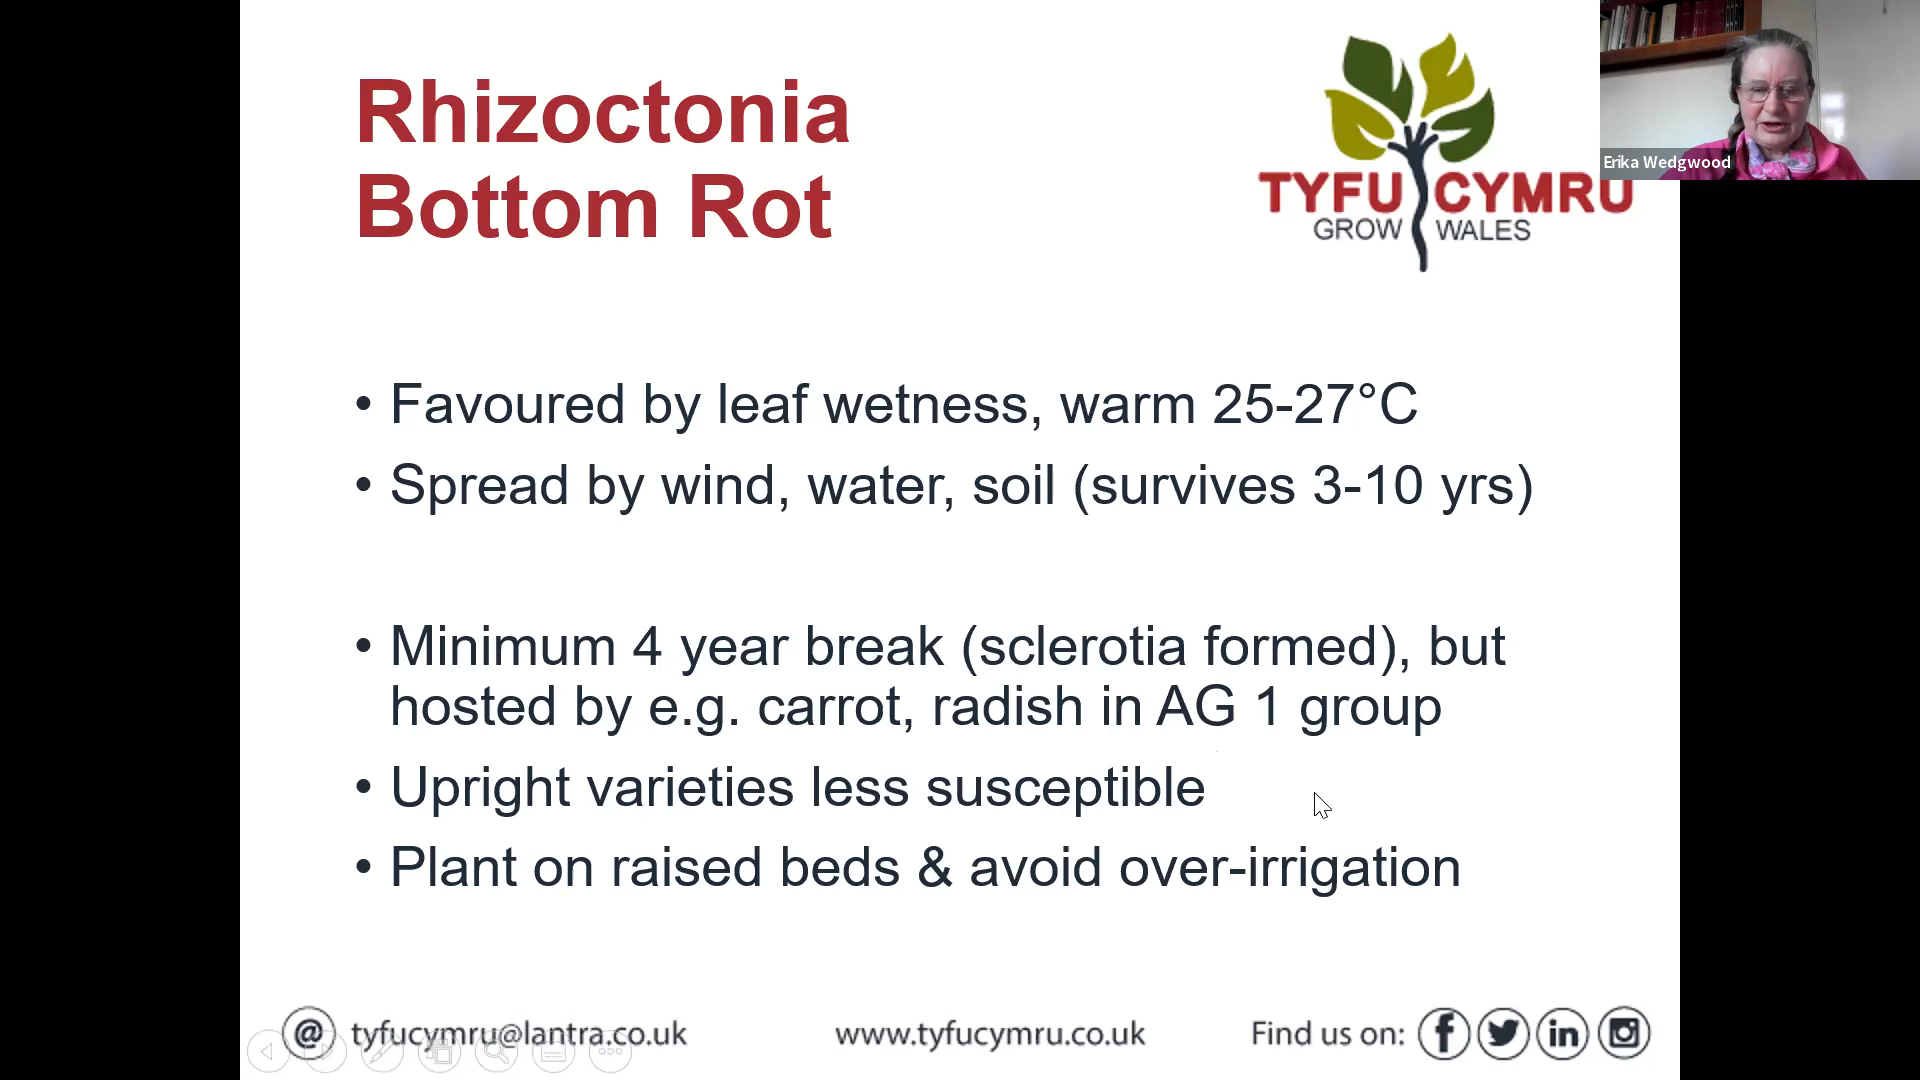 Rhizoctonia
Bottom Rot
TYFU CYMRU
GROW WALES
Erika Wedgwood
• Favoured by leaf wetness, warm 25-27°C
• Spread by wind, water, soil (survives 3-10 yrs)
• Minimum 4 year break (sclerotia formed), but
hosted by e.g. carrot, radish in AG 1 group
• Upright varieties less susceptible
• Plant on raised beds & avoid over-irrigation
@ tyfucymru@lantra.co.uk
www.tyfucymru.co.uk
Find us on: